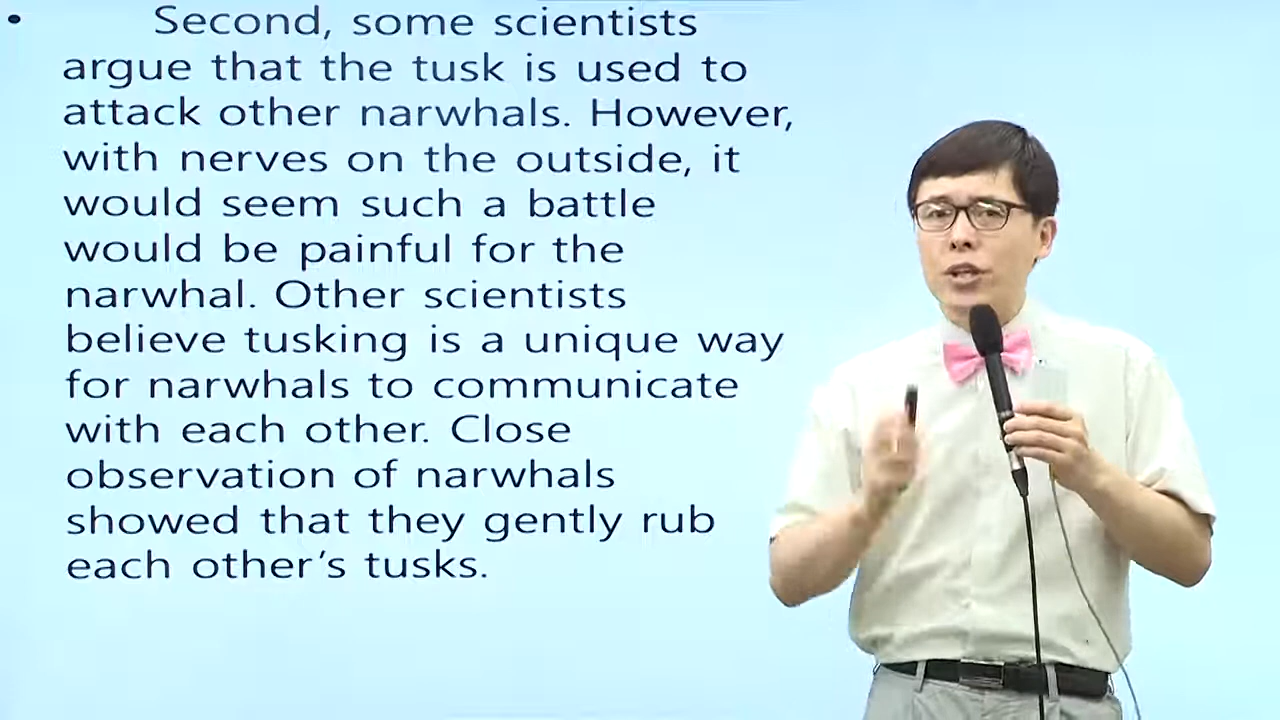 • Second, some scientists
argue that the tusk is used to
attack other narwhals. However,
with nerves on the outside, it
would seem such a battle
would be painful for the
narwhal. Other scientists
believe tusking is a unique way
for narwhals to communicate
with each other. Close
observation of narwhals
showed that they gently rub
each other’s tusks.